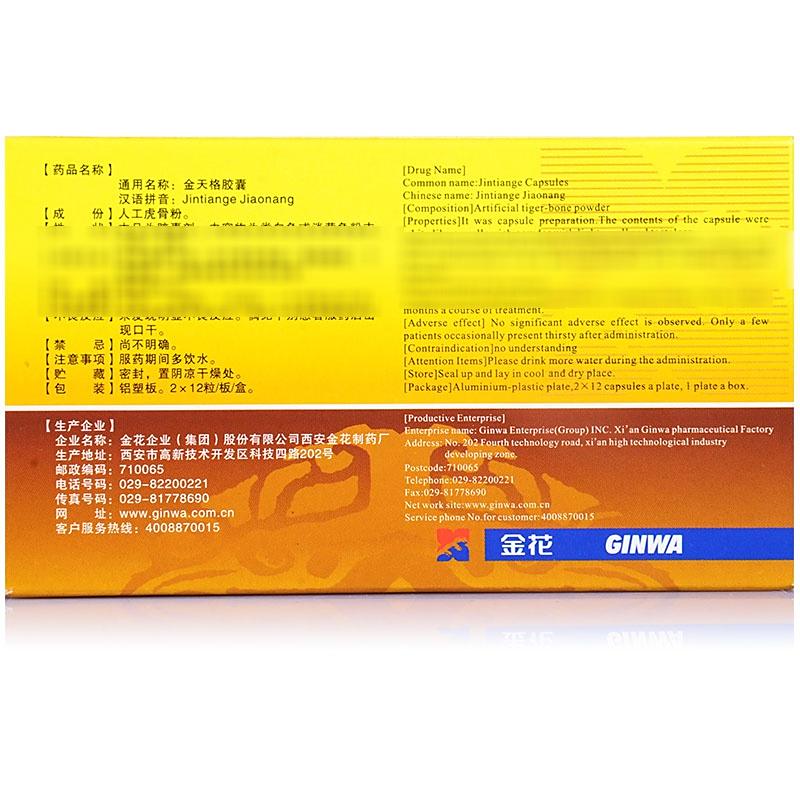 【药品名称】
通用名称：金天格胶囊
汉语拼音：Jintiange Jiaonang
【成　份】人工虎骨粉。
现口干。
【禁　忌】尚不明确。
【注意事项】服药期间多饮水。
【贮　藏】密封，置阴凉干燥处。
【包　装】铝塑板。2×12粒/板/盒。
[Drug Name]
Common name:Jintiange Capsules
Chinese name: Jintiange Jiaonang
[Composition]Artificial tiger-bone powder
[Properties]It was capsule preparation.The contents of the capsule were
months a course of treatment.
[Adverse effect] No significant adverse effect is observed. Only a few
patients occasionally present thirsty after administration.
[Contraindication]no understanding
[Attention Items]Please drink more water during the administration.
[Store]Seal up and lay in cool and dry place.
[Package]Aluminium-plastic plate,2×12 capsules a plate, 1 plate a box.
【生产企业】
企业名称：金花企业（集团）股份有限公司西安金花制药厂
生产地址：西安市高新技术开发区科技四路202号
邮政编码：710065
电话号码：029-82200221
传真号码：029-81778690
网　址：www.ginwa.com.cn
客户服务热线：4008870015
[Productive Enterprise]
Enterprise name: Ginwa Enterprise(Group) INC. Xi'an Ginwa pharmaceutical Factory
Address: No. 202 Fourth technology road, xi'an high technological industry
developing zone.
Postcode:710065
Telephone:029-82200221
Fax:029-81778690
Net work site:www.ginwa.com.cn
Service phone No.for customer:4008870015
金花 GINWA